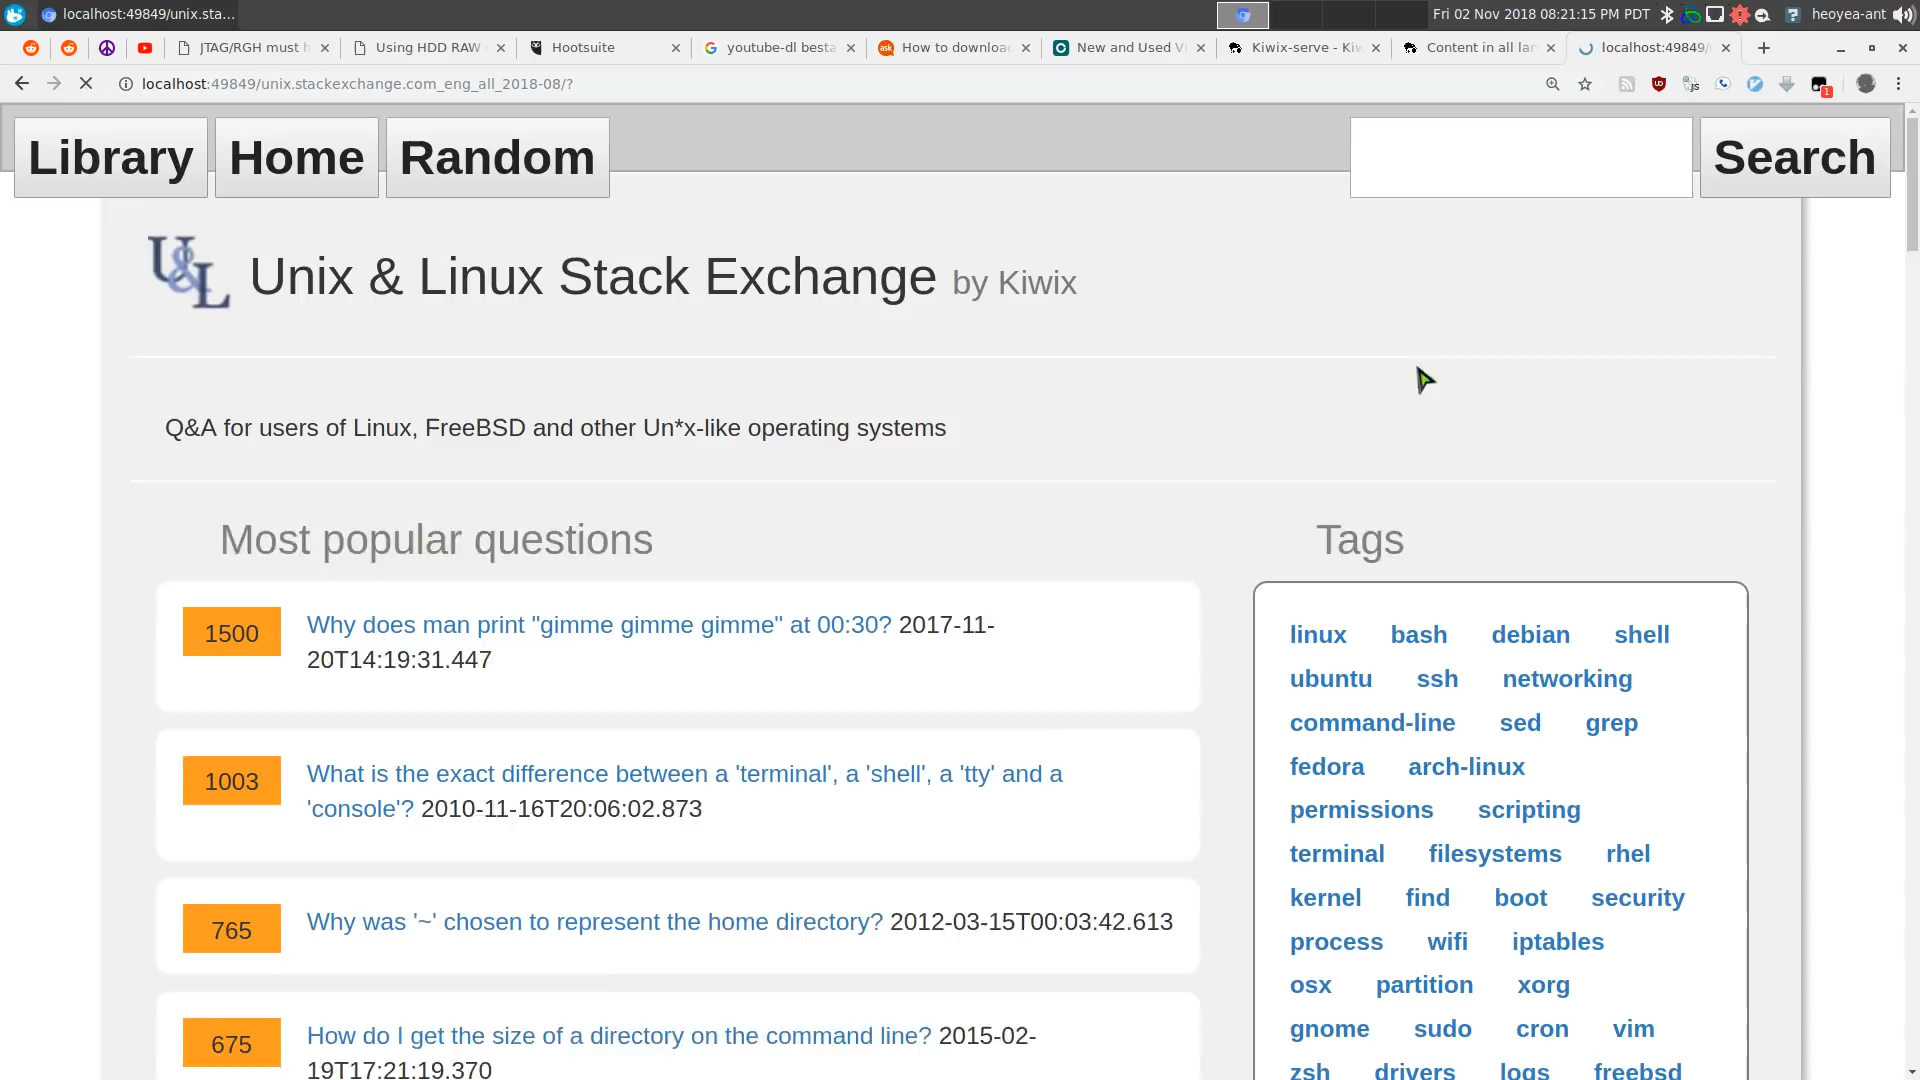 localhost:49849/unix.sta...
Fri 02 Nov 2018 08:21:15 PM PDT
heoyea-ant
JTAG/RGH must h
Using HDD RAW
Hootsuite
youtube-dl besta
How to downloac
New and Used V
Kiwix-serve - Kiw
Content in all lan
localhost:49849/
localhost:49849/unix.stackexchange.com_eng_all_2018-08/?
1
Library
Home
Random
Search
U&L
Unix & Linux Stack Exchange by Kiwix
Q&A for users of Linux, FreeBSD and other Un*x-like operating systems
Most popular questions
Tags
1500
Why does man print "gimme gimme gimme" at 00:30? 2017-11-
20T14:19:31.447
1003
What is the exact difference between a 'terminal', a 'shell', a 'tty' and a
'console'? 2010-11-16T20:06:02.873
765
Why was '~' chosen to represent the home directory? 2012-03-15T00:03:42.613
675
How do I get the size of a directory on the command line? 2015-02-
19T17:21:19.370
linux bash debian shell
ubuntu ssh networking
command-line sed grep
fedora arch-linux
permissions scripting
terminal filesystems rhel
kernel find boot security
process wifi iptables
osx partition xorg
gnome sudo cron vim
zsh drivers logs freebsd